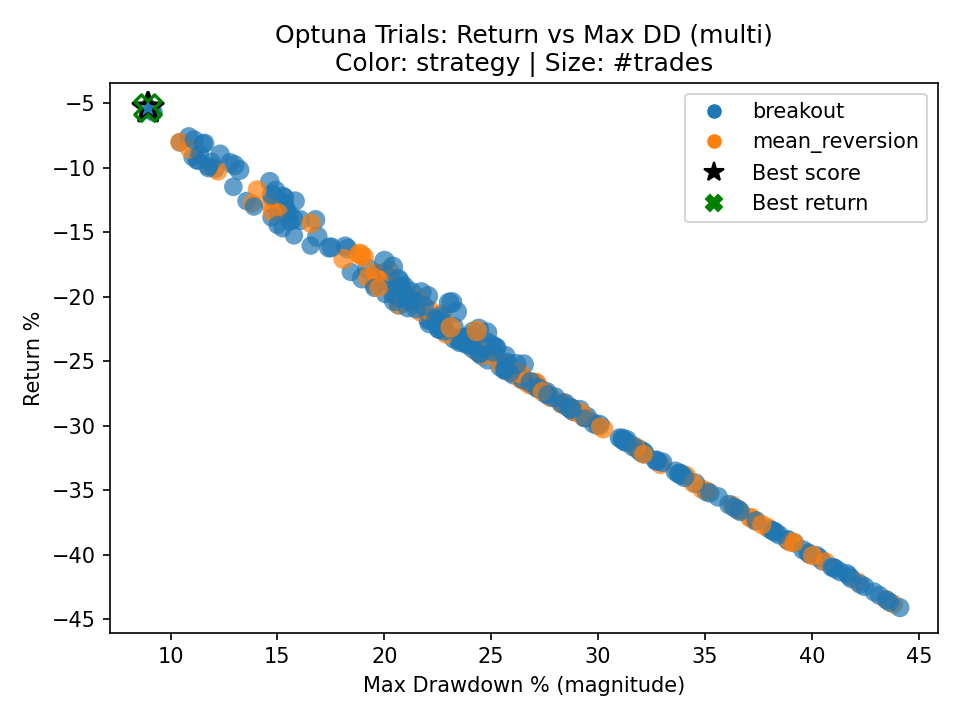 Optuna Trials: Return vs Max DD (multi)
Color: strategy | Size: #trades
breakout
mean_reversion
Best score
Best return
Return %
−5
−10
−15
−20
−25
−30
−35
−40
−45
10
15
20
25
30
35
40
45
Max Drawdown % (magnitude)